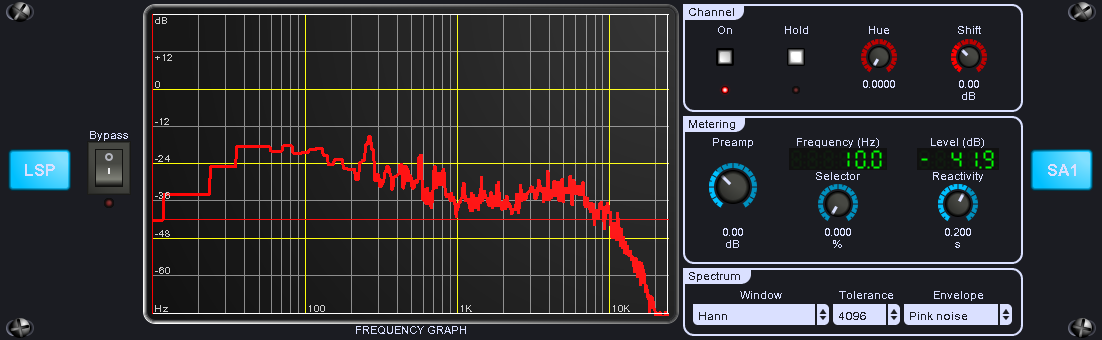 LSP
Bypass
dB
+12
0
-12
-24
-36
-48
-60
Hz
100
1K
10K
FREQUENCY GRAPH
Channel
On
Hold
Hue
Shift
0.0000
0.00
dB
Metering
Preamp
Frequency (Hz)
Level (dB)
10.0
- 41.9
Selector
Reactivity
0.00
dB
0.000
%
0.200
s
SA1
Spectrum
Window
Tolerance
Envelope
Hann
4096
Pink noise